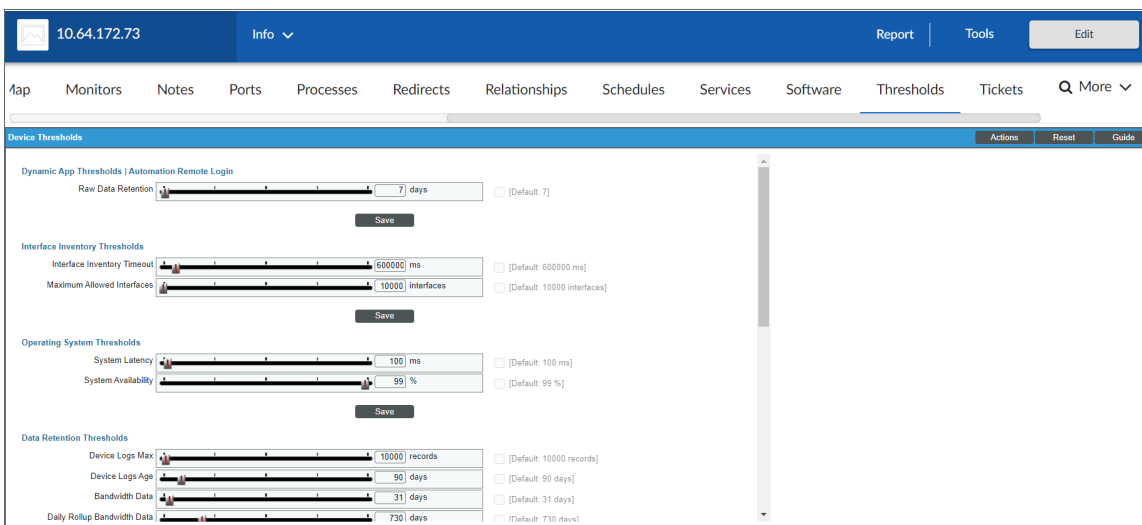 10.64.172.73 Info Report Tools Edit
Map Monitors Notes Ports Processes Redirects Relationships Schedules Services Software Thresholds Tickets More
Device Thresholds Actions Reset Guide
Dynamic App Thresholds | Automation Remote Login
Raw Data Retention 7 days [Default: 7]
Save
Interface Inventory Thresholds
Interface Inventory Timeout 600000 ms [Default: 600000 ms]
Maximum Allowed Interfaces 10000 interfaces [Default: 10000 interfaces]
Save
Operating System Thresholds
System Latency 100 ms [Default: 100 ms]
System Availability 99 % [Default: 99 %]
Save
Data Retention Thresholds
Device Logs Max 10000 records [Default: 10000 records]
Device Logs Age 90 days [Default: 90 days]
Bandwidth Data 31 days [Default: 31 days]
Daily Rollup Bandwidth Data 730 days [Default: 730 days]